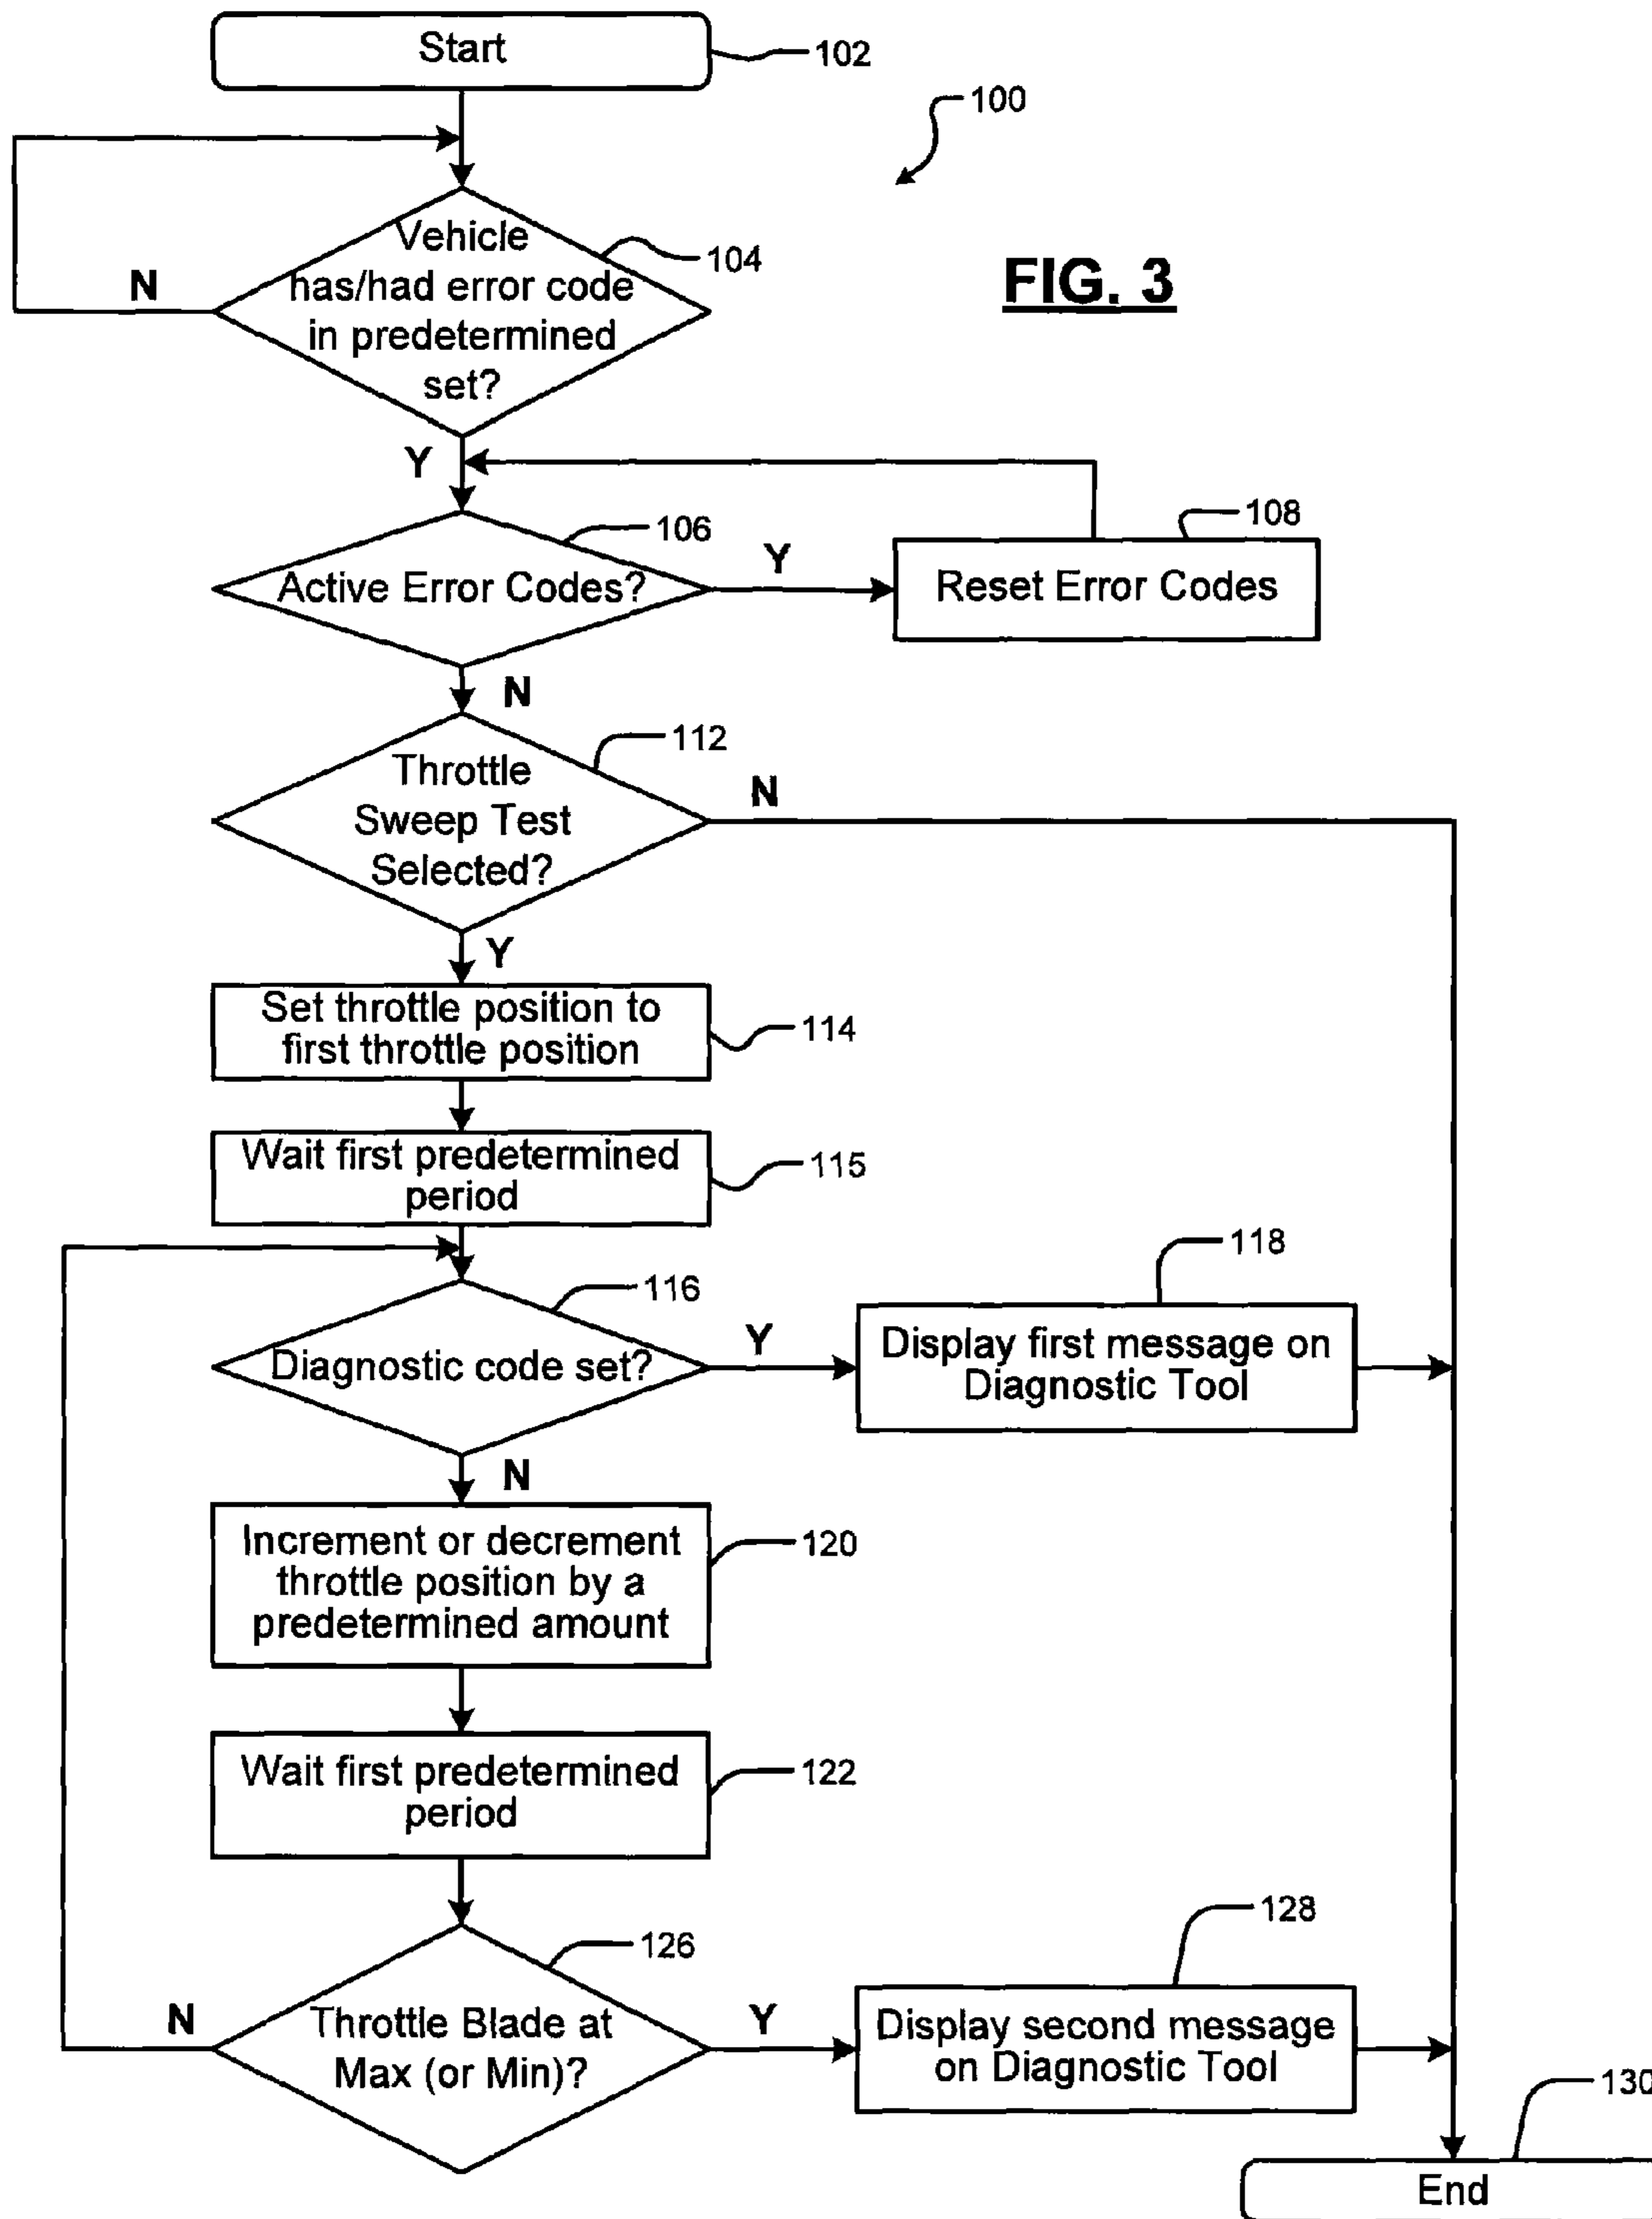 Start
102
100
FIG. 3
Vehicle
has/had error code
in predetermined
set?
104
N
Y
Active Error Codes?
106
Y
Reset Error Codes
108
N
Throttle
Sweep Test
Selected?
112
N
Y
Set throttle position to
first throttle position
114
Wait first predetermined
period
115
Diagnostic code set?
116
Y
Display first message on
Diagnostic Tool
118
N
Increment or decrement
throttle position by a
predetermined amount
120
Wait first predetermined
period
122
Throttle Blade at
Max (or Min)?
126
N
Y
Display second message
on Diagnostic Tool
128
130
End